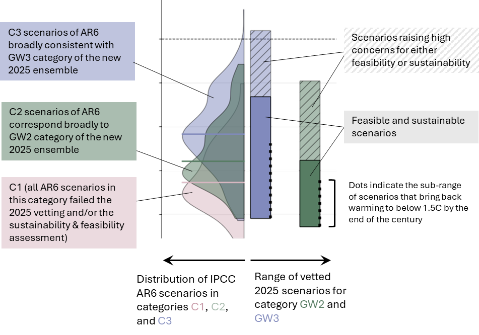 C3 scenarios of AR6
broadly consistent with
GW3 category of the new
2025 ensemble
Scenarios raising high
concerns for either
feasibility or sustainability
C2 scenarios of AR6
correspond broadly to
GW2 category of the new
2025 ensemble
Feasible and sustainable
scenarios
C1 (all AR6 scenarios in
this category failed the
2025 vetting and/or the
sustainability & feasibility
assessment)
Dots indicate the sub-range
of scenarios that bring back
warming to below 1.5C by the
end of the century
Distribution of IPCC
AR6 scenarios in
categories C1, C2,
and C3
Range of vetted
2025 scenarios for
category GW2 and
GW3